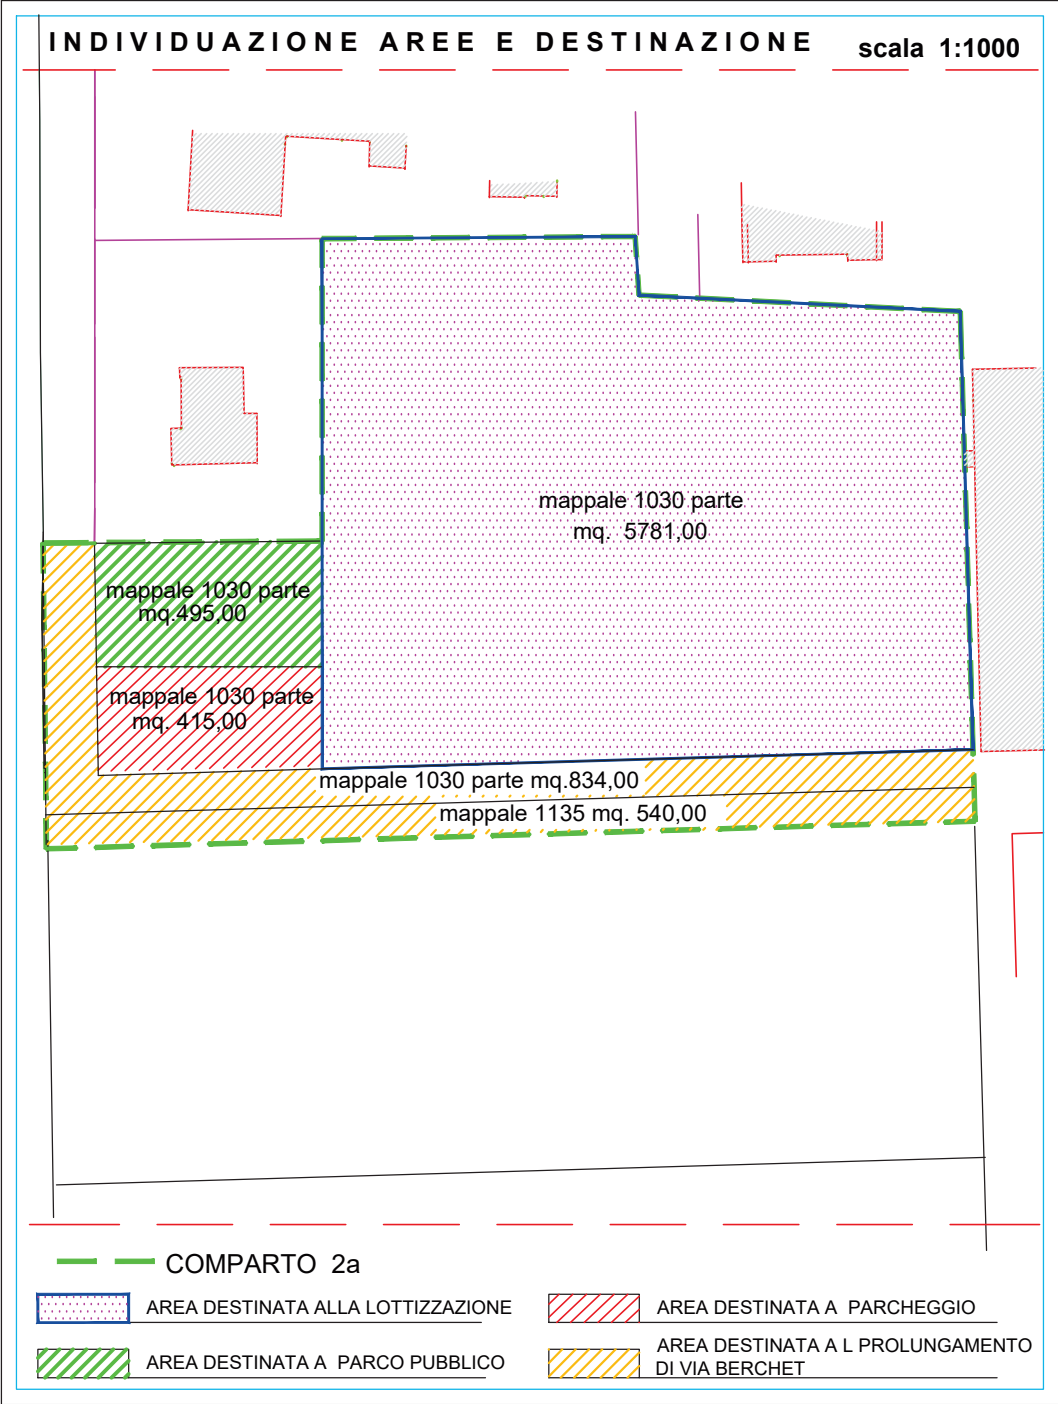 INDIVIDUAZIONE AREE E DESTINAZIONE
scala 1:1000
mappale 1030 parte
mq. 5781,00
mappale 1030 parte
mq.495,00
mappale 1030 parte
mq. 415,00
mappale 1030 parte mq.834,00
mappale 1135 mq. 540,00
COMPARTO 2a
AREA DESTINATA ALLA LOTTIZZAZIONE
AREA DESTINATA A PARCHEGGIO
AREA DESTINATA A PARCO PUBBLICO
AREA DESTINATA A L PROLUNGAMENTO
DI VIA BERCHET